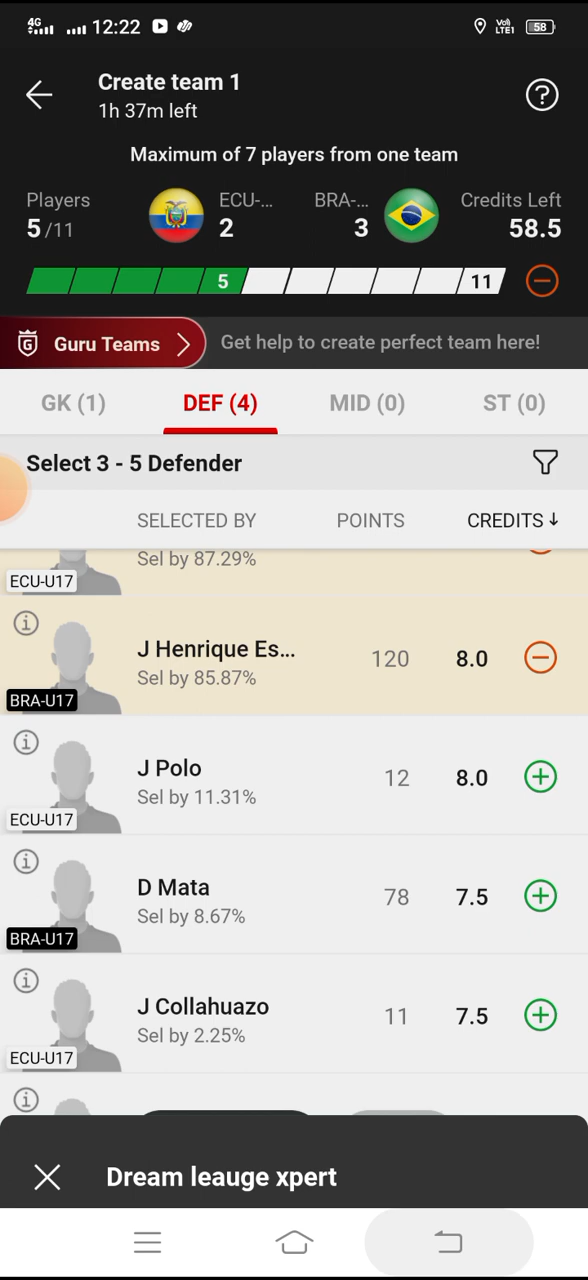 4G 12:22 Vo) LTE1 58
Create team 1
1h 37m left
Maximum of 7 players from one team
Players ECU-... BRA-... Credits Left
5 /11 2 3 58.5
5 11
G Guru Teams Get help to create perfect team here!
GK (1) DEF (4) MID (0) ST (0)
Select 3 - 5 Defender
SELECTED BY POINTS CREDITS↓
Sel by 87.29%
ECU-U17
J Henrique Es... 120 8.0
Sel by 85.87%
BRA-U17
J Polo 12 8.0
Sel by 11.31%
ECU-U17
D Mata 78 7.5
Sel by 8.67%
BRA-U17
J Collahuazo 11 7.5
Sel by 2.25%
ECU-U17
Dream leauge xpert